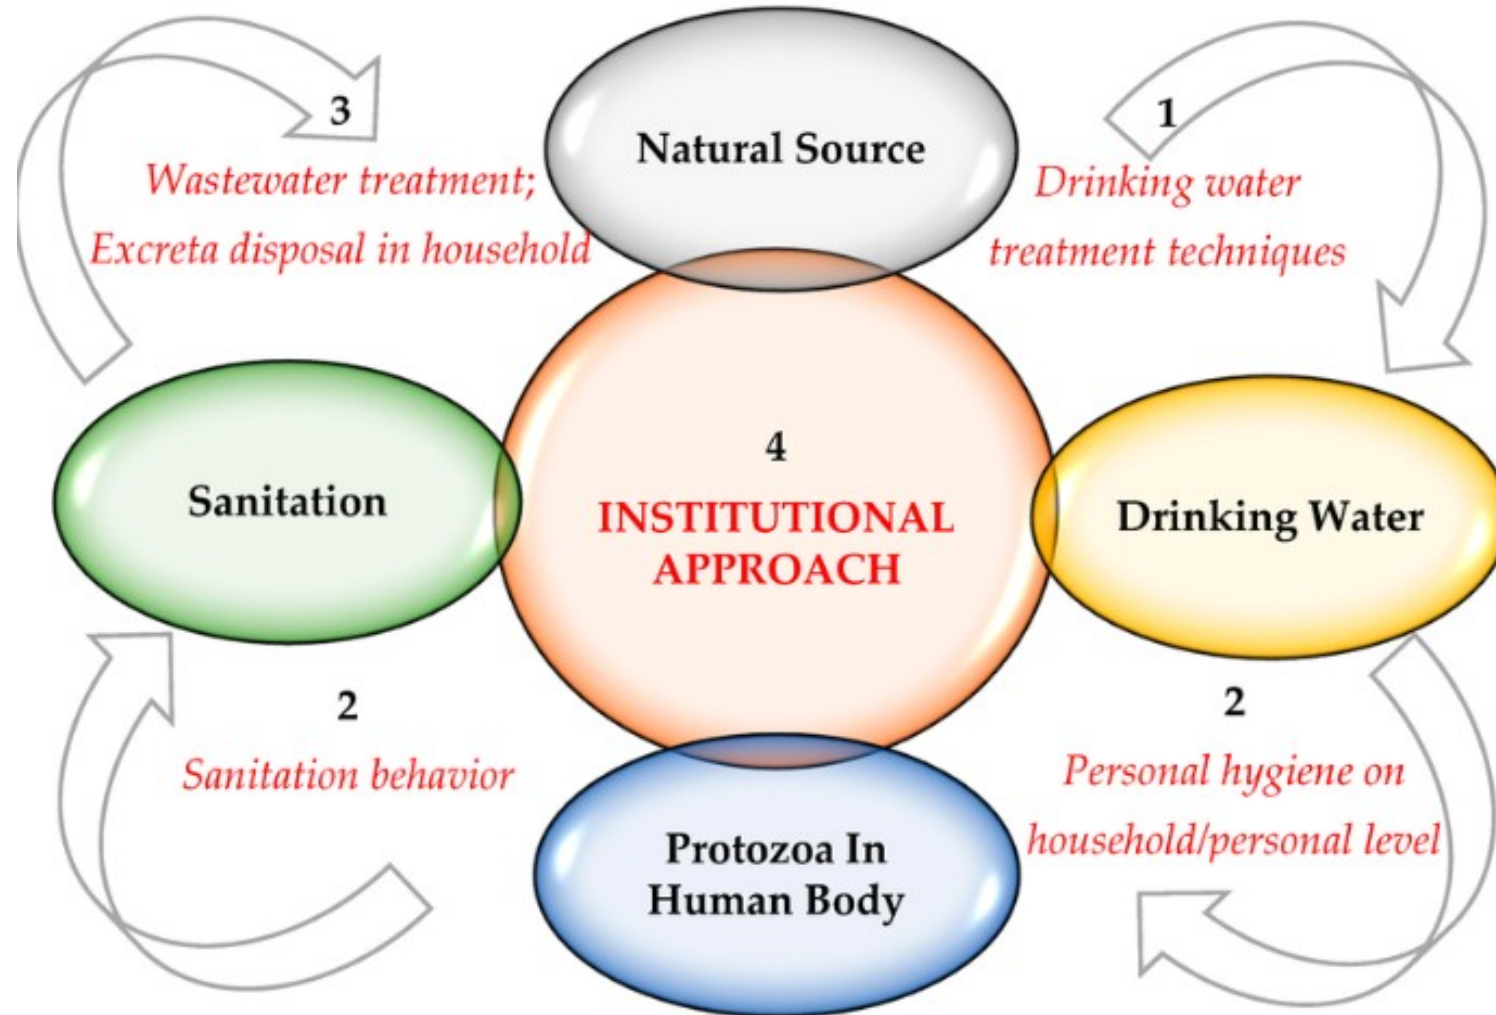 3
Wastewater treatment;
Excreta disposal in household
Natural Source
1
Drinking water
treatment techniques
Sanitation
4
INSTITUTIONAL
APPROACH
Drinking Water
2
Sanitation behavior
Protozoa In
Human Body
2
Personal hygiene on
household/personal level